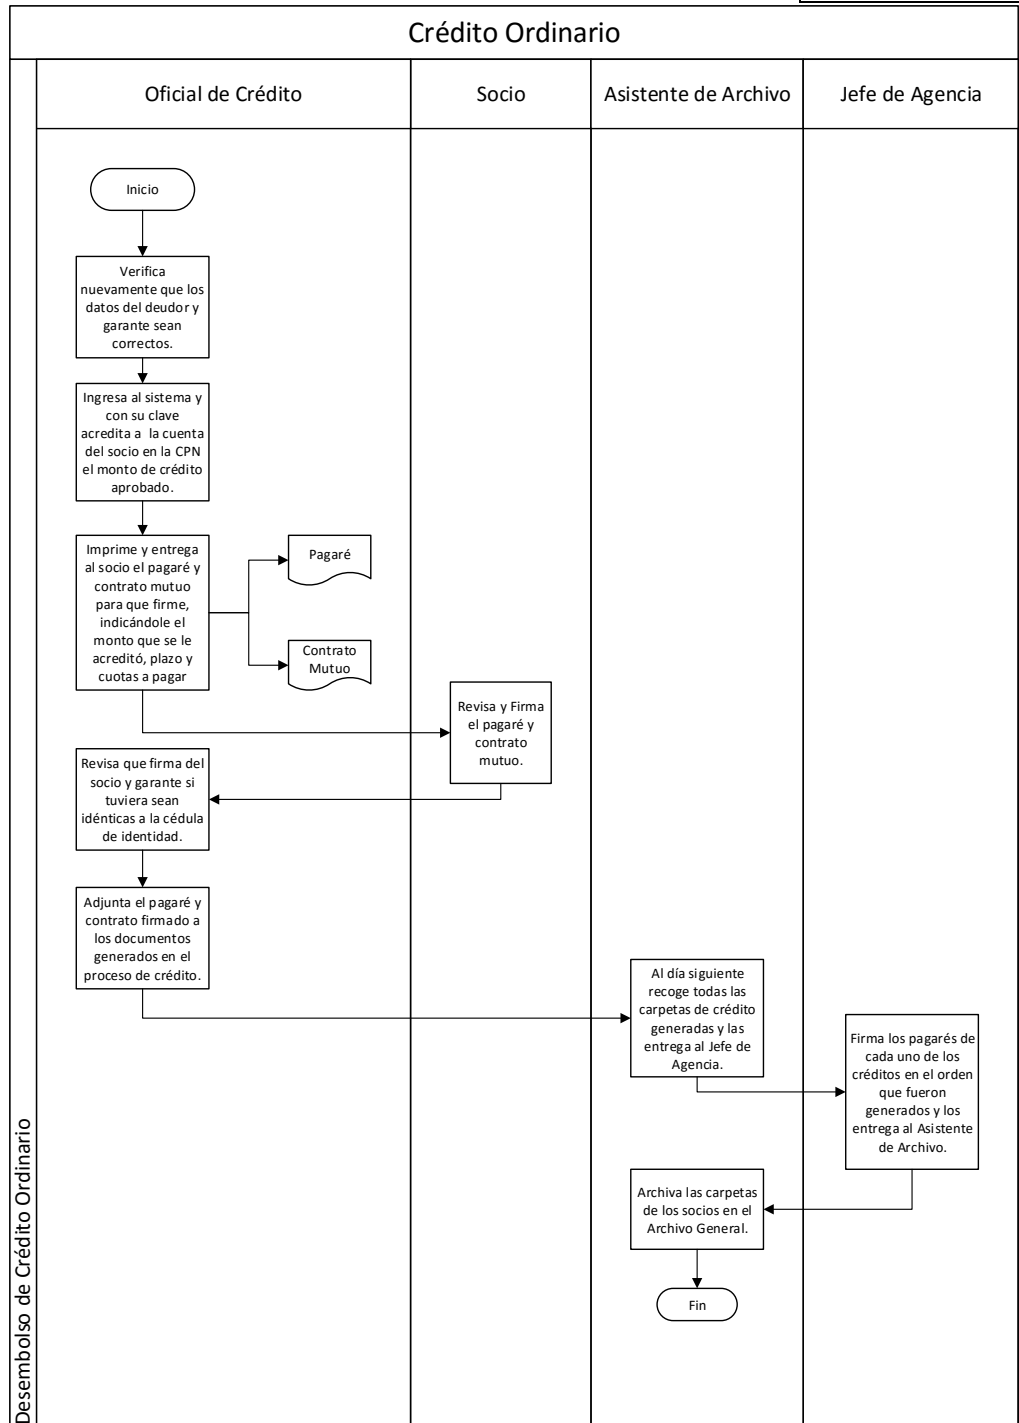 Crédito Ordinario
Oficial de Crédito
Socio
Asistente de Archivo
Jefe de Agencia
Inicio
Verifica
nuevamente que los
datos del deudor y
garante sean
correctos.
Ingresa al sistema y
con su clave
acredita a la cuenta
del socio en la CPN
el monto de crédito
aprobado.
Imprime y entrega
al socio el pagaré y
contrato mutuo
para que firme,
indicándole el
monto que se le
acreditó, plazo y
cuotas a pagar
Pagaré
Contrato
Mutuo
Revisa y Firma
el pagaré y
contrato
mutuo.
Revisa que firma del
socio y garante si
tuviera sean
idénticas a la cédula
de identidad.
Adjunta el pagaré y
contrato firmado a
los documentos
generados en el
proceso de crédito.
Al día siguiente
recoge todas las
carpetas de crédito
generadas y las
entrega al Jefe de
Agencia.
Firma los pagarés de
cada uno de los
créditos en el orden
que fueron
generados y los
entrega al Asistente
de Archivo.
Archiva las carpetas
de los socios en el
Archivo General.
Fin
Desembolso de Crédito Ordinario